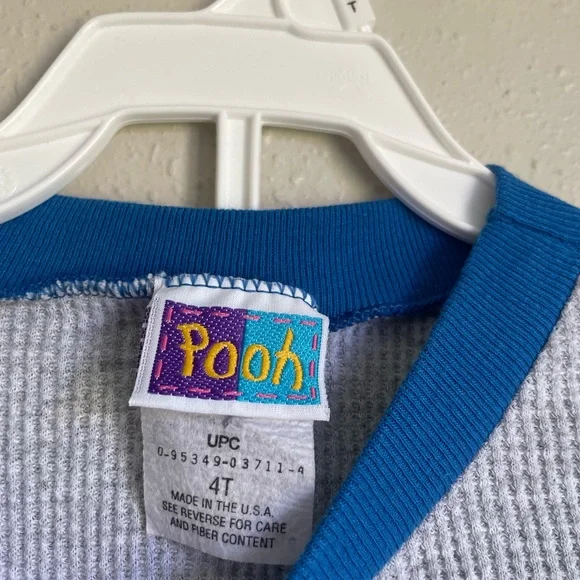 T
Pooh
UPC
0-95349-03711-4
4T
MADE IN THE U.S.A.
SEE REVERSE FOR CARE
AND FIBER CONTENT